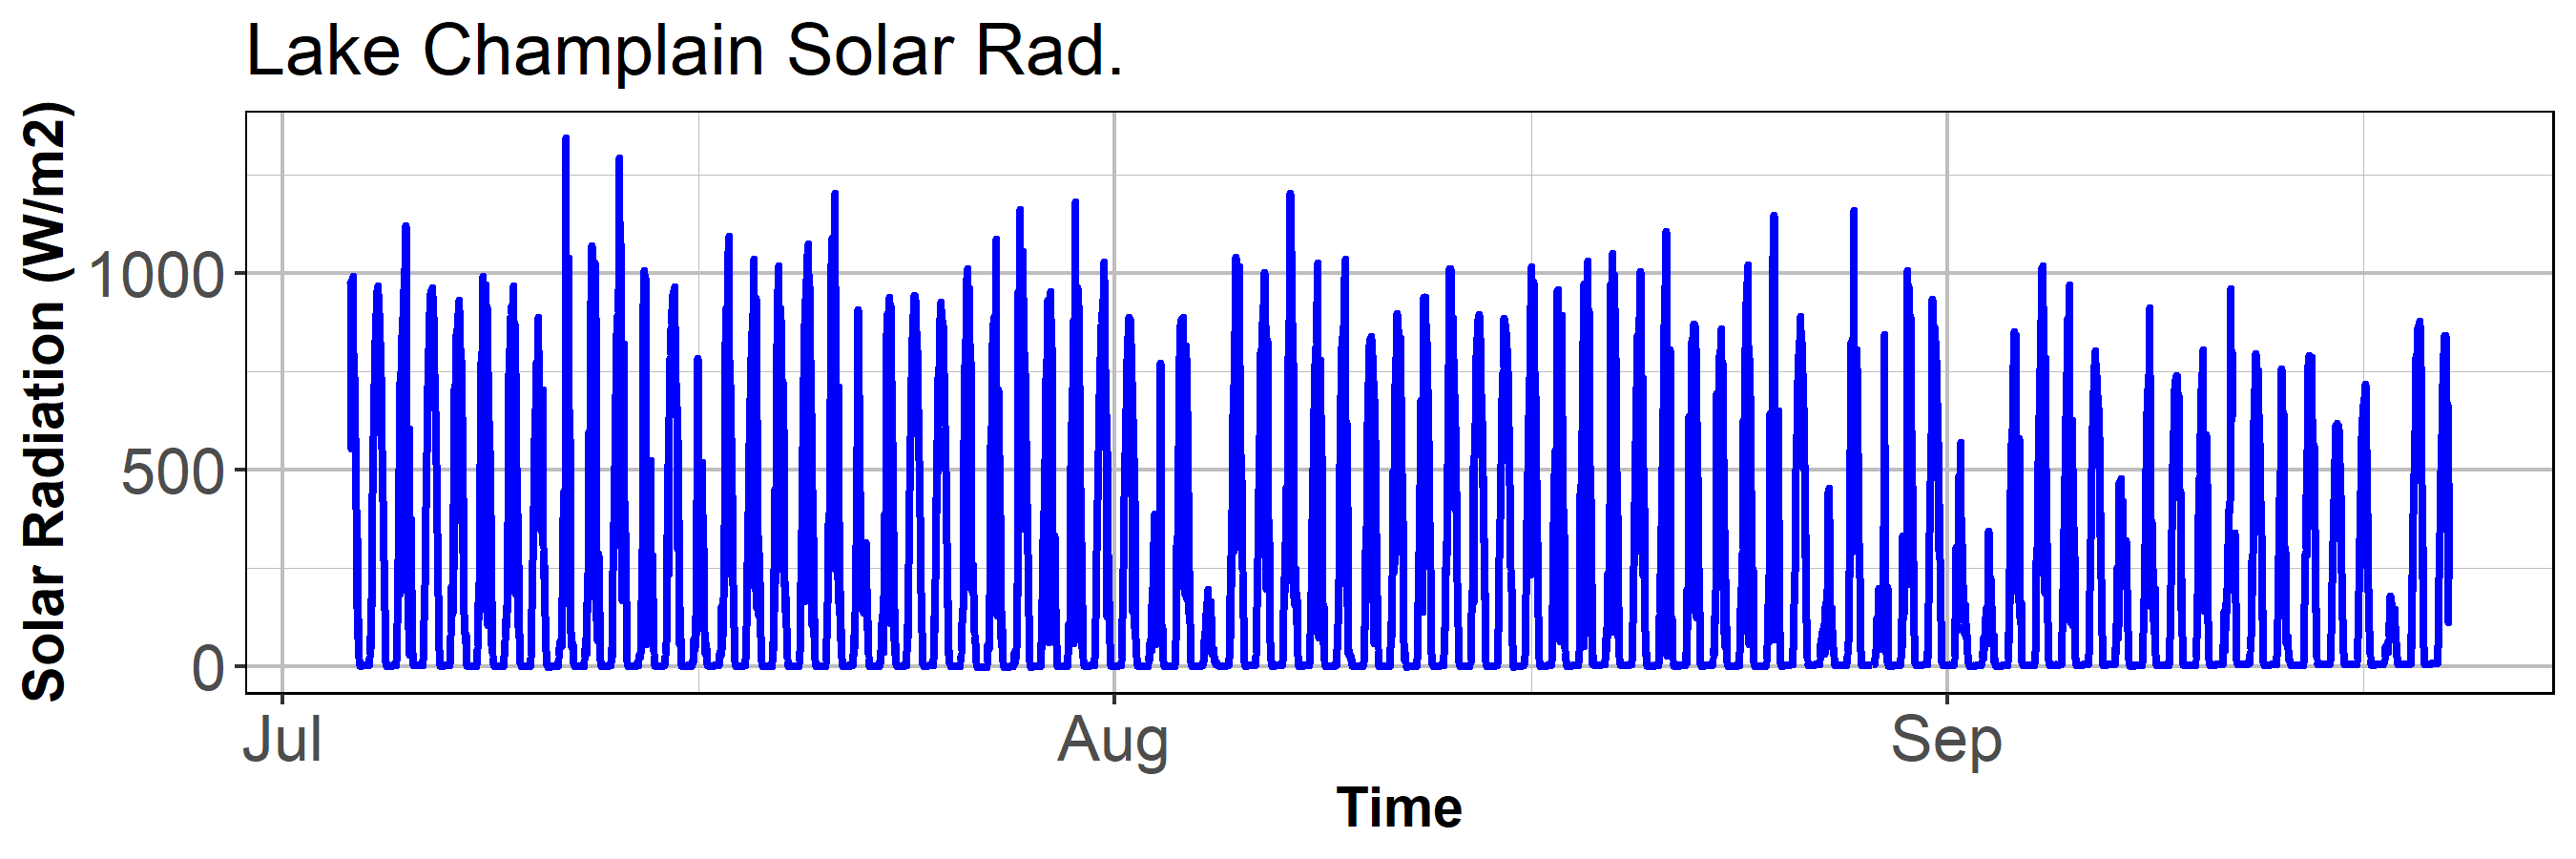 Lake Champlain Solar Rad.
Solar Radiation (W/m2)
1000
500
0
Jul Aug Sep
Time